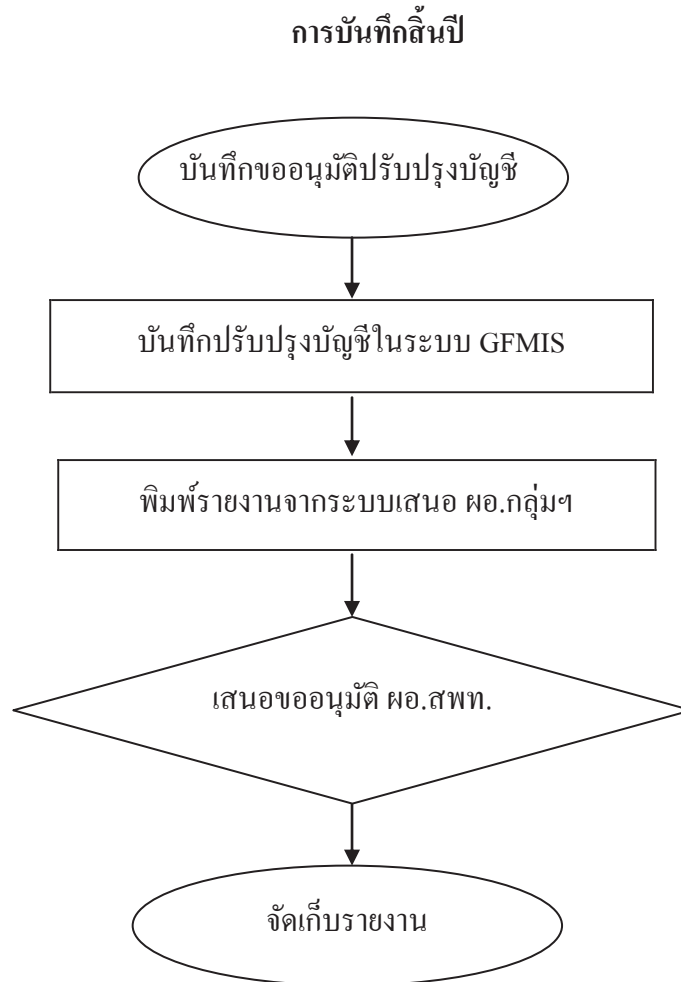 การบันทึกสิ้นปี
บันทึกขออนุมัติปรับปรุงบัญชี
บันทึกปรับปรุงบัญชีในระบบ GFMIS
พิมพ์รายงานจากระบบเสนอ ผอ.กลุ่มฯ
เสนอขออนุมัติ ผอ.สพท.
จัดเก็บรายงาน